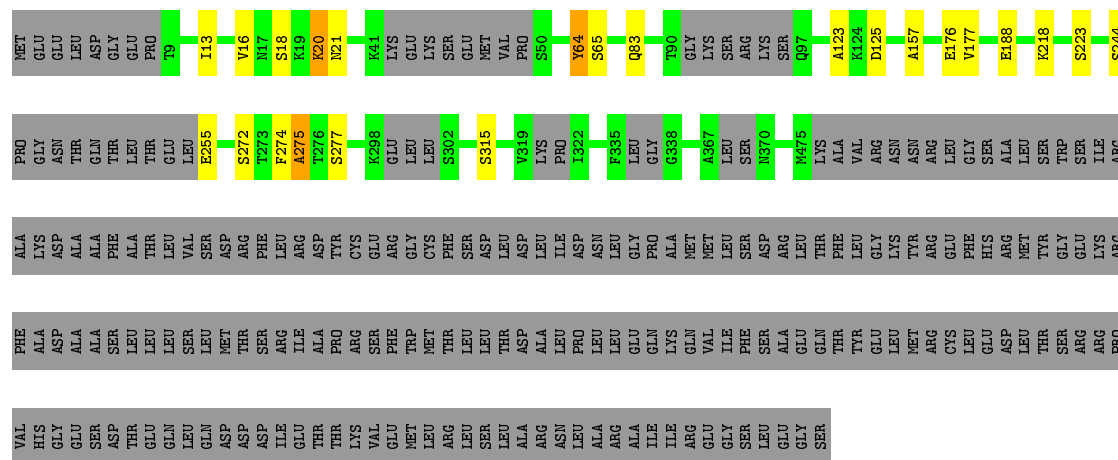 MET GLU GLU LEU ASP GLY GLU PRO T9 I13 V16 N17 S18 K19 K20 N21 K41 LYS GLU LYS SER GLU MET VAL PRO S50 Y64 S65 Q83 T90 GLY LYS SER ARG LYS SER Q97 A123 K124 D125 A157 E176 V177 E188 K218 S223 S244
PRO GLY ASN THR GLN THR LEU THR GLU LEU E255 S272 T273 F274 A275 T276 S277 K298 GLU LEU LEU S302 S315 V319 LYS PRO I322 F335 LEU GLY G338 A367 LEU SER N370 M475 LYS ALA VAL ARG ASN ASN ARG LEU GLY SER ALA LEU SER TRP SER ILE ARG
ALA LYS ASP ALA ALA PHE ALA THR LEU VAL SER ASP ARG PHE LEU ARG ASP TYR CYS GLU ARG GLY CYS PHE SER ASP LEU ASP LEU ILE ASP ASN LEU GLY PRO ALA MET MET LEU SER ASP ARG LEU THR PHE LEU GLY LYS TYR ARG GLU PHE HIS ARG MET TYR GLY GLU LYS ARG
PHE ALA ASP ALA ALA SER LEU LEU LEU SER LEU MET THR SER ARG ILE ALA PRO ARG SER PHE TRP MET THR LEU LEU THR ASP ALA LEU PRO LEU LEU GLU GLN LYS GLN VAL ILE PHE SER ALA GLU GLN THR TYR GLU LEU MET ARG CYS LEU GLU ASP LEU THR SER ARG ARG PRO
VAL HIS GLY GLU SER ASP THR GLU GLN LEU GLN ASP ASP ASP ILE GLU THR THR LYS VAL GLU MET LEU ARG LEU SER LEU ALA ARG ASN LEU ALA ARG ALA ILE ILE ARG GLU GLY SER LEU GLU GLY SER